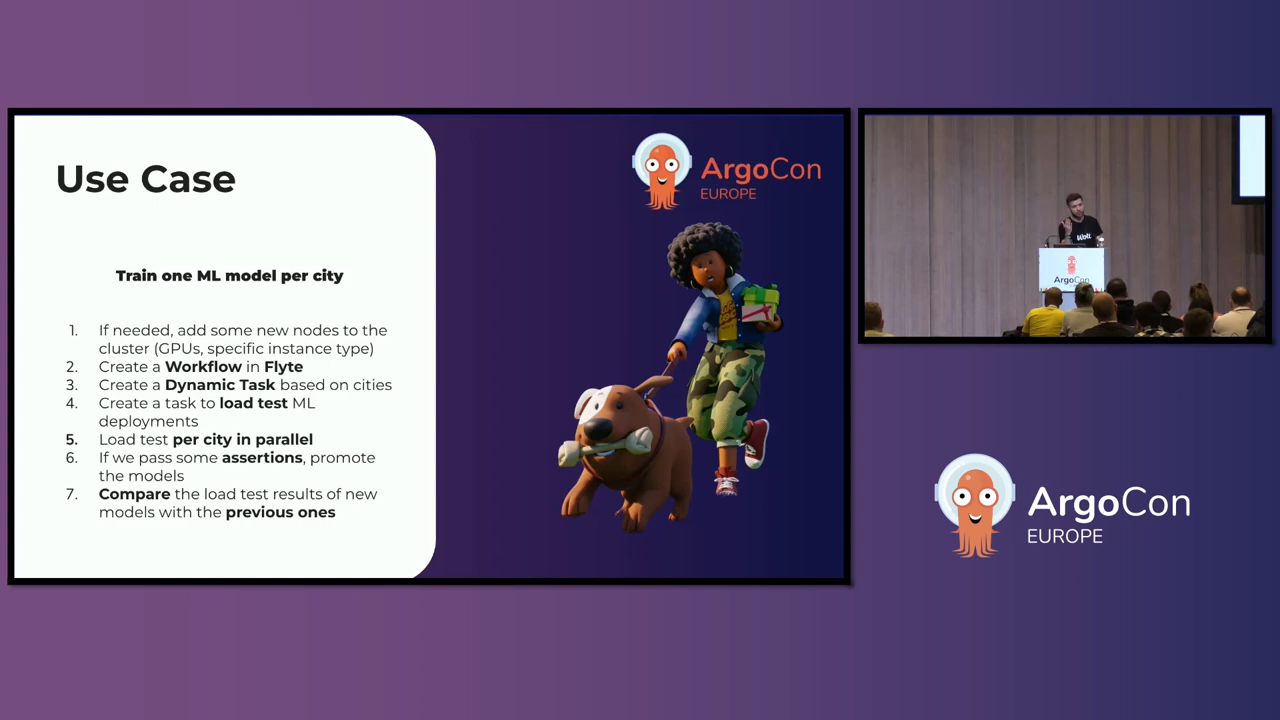 Use Case
Train one ML model per city
1. If needed, add some new nodes to the
cluster (GPUs, specific instance type)
2. Create a Workflow in Flyte
3. Create a Dynamic Task based on cities
4. Create a task to load test ML
deployments
5. Load test per city in parallel
6. If we pass some assertions, promote
the models
7. Compare the load test results of new
models with the previous ones
ArgoCon
EUROPE
Wolt
ArgoCon
ArgoCon
EUROPE